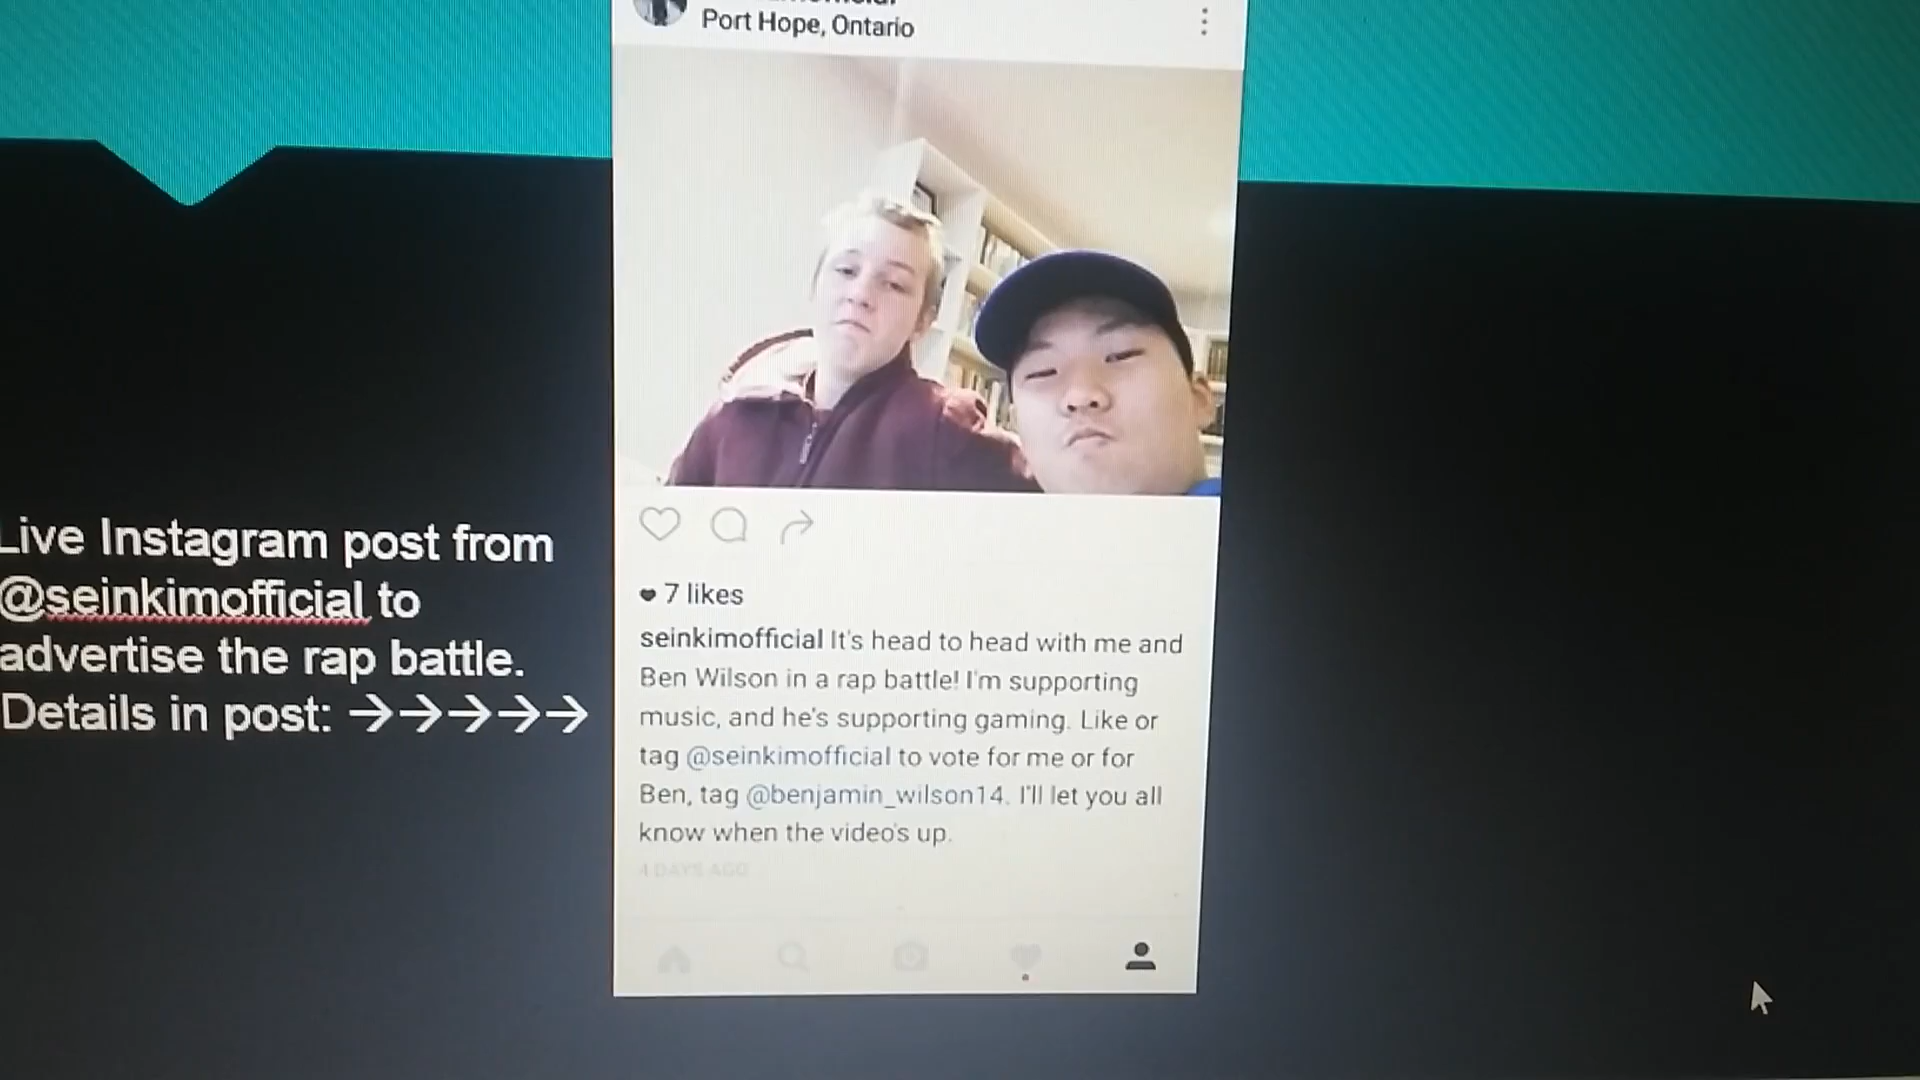 Port Hope, Ontario
Live Instagram post from
@seinkimofficial to
advertise the rap battle.
Details in post: →→→→→
7 likes
seinkimofficial It's head to head with me and
Ben Wilson in a rap battle! I'm supporting
music, and he's supporting gaming. Like or
tag @seinkimofficial to vote for me or for
Ben, tag @benjamin_wilson14. I'll let you all
know when the video's up.
4 DAYS AGO